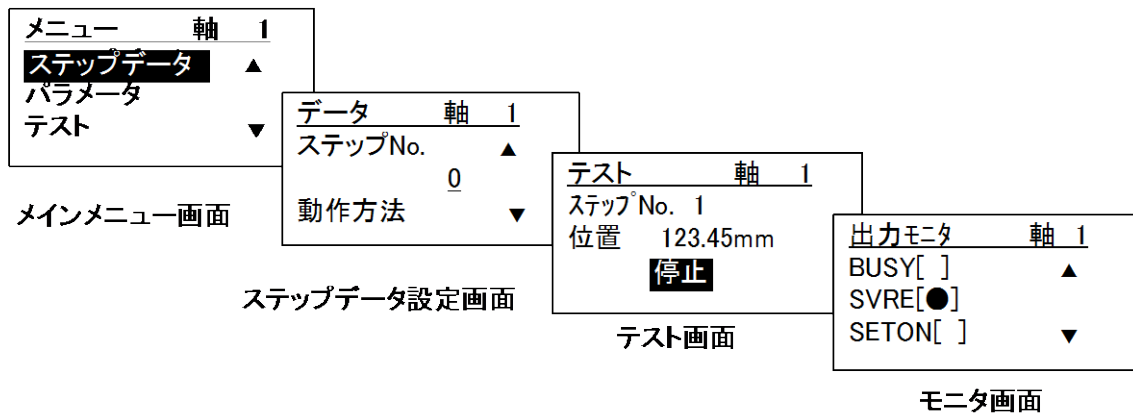 メニュー 軸 1
ステップデータ ▲
パラメータ
テスト ▼
メインメニュー画面
データ 軸 1
ステップNo. ▲
0
動作方法 ▼
ステップデータ設定画面
テスト 軸 1
ｽﾃｯﾌﾟNo. 1
位置 123.45mm
停止
テスト画面
出力ﾓﾆﾀ 軸 1
BUSY[ ] ▲
SVRE[●]
SETON[ ] ▼
モニタ画面